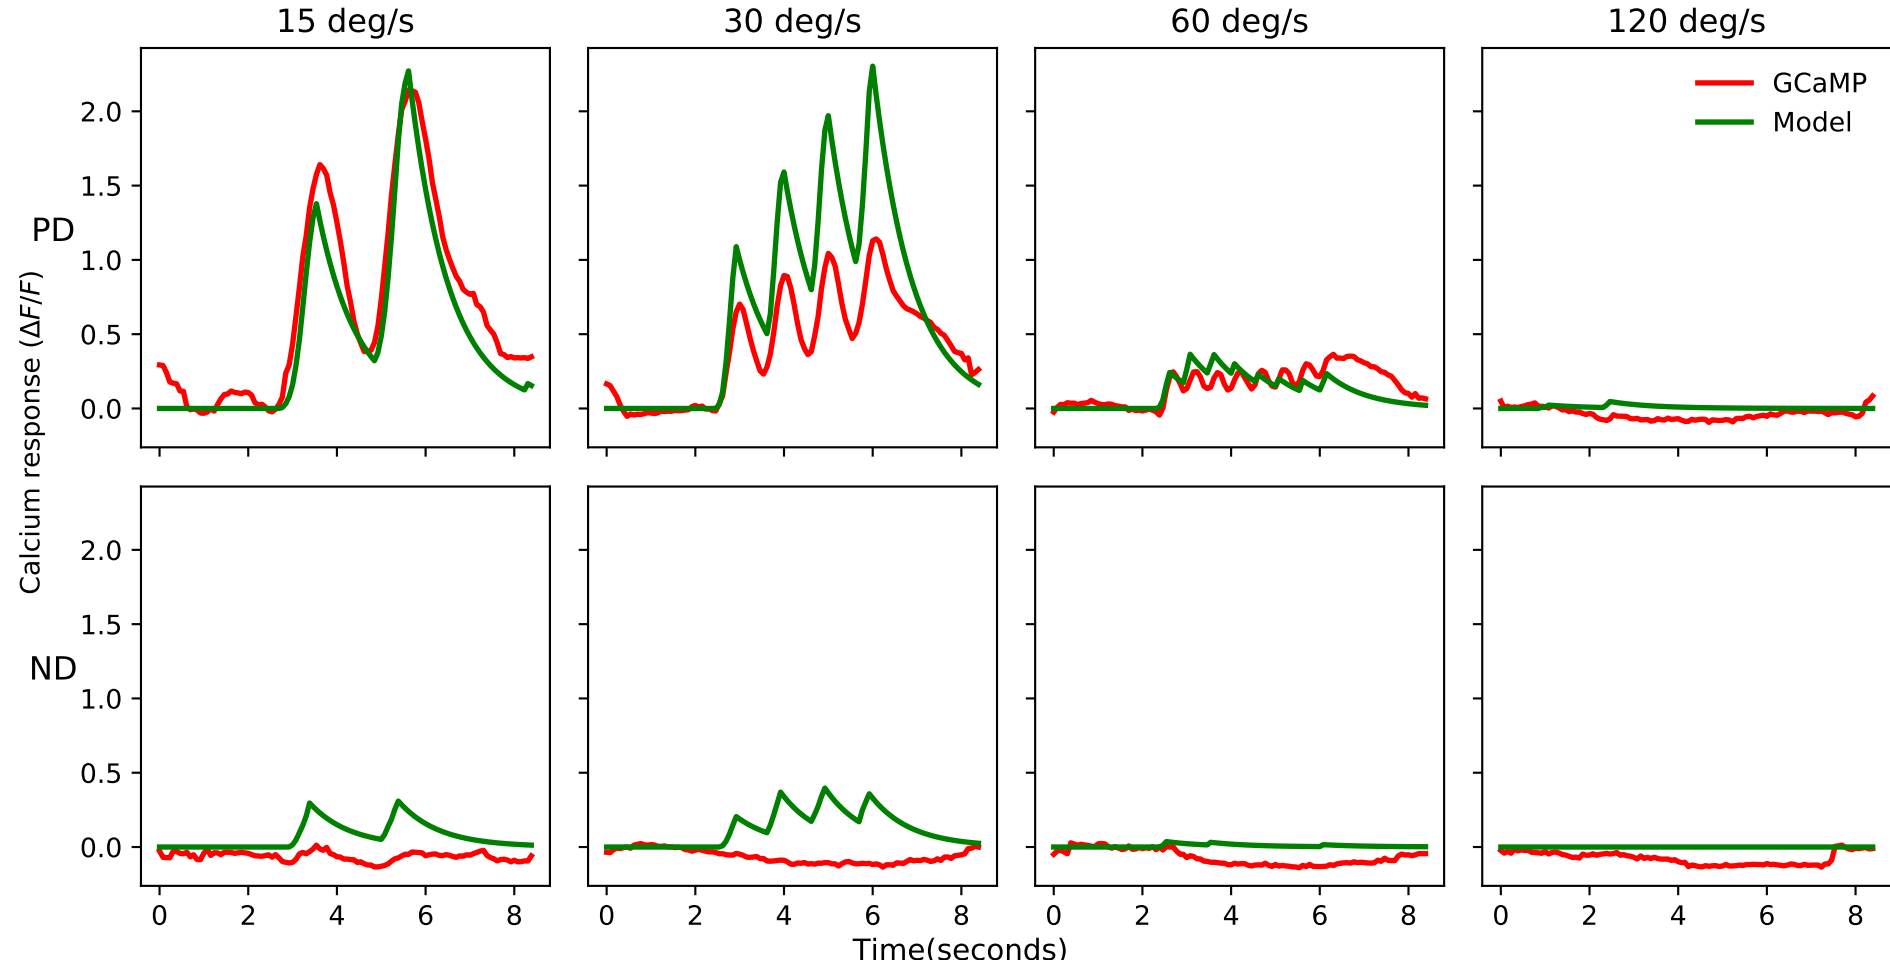 15 deg/s 30 deg/s 60 deg/s 120 deg/s
GCaMP
Model
2.0
1.5
1.0
0.5
0.0
PD
Calcium response (ΔF/F)
2.0
1.5
1.0
0.5
0.0
ND
0 2 4 6 8 0 2 4 6 8 0 2 4 6 8 0 2 4 6 8
Time(seconds)